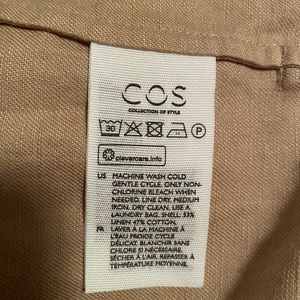 COS
COLLECTION OF STYLE
30 P
clevercare.info
US MACHINE WASH COLD
GENTLE CYCLE, ONLY NON-
CHLORINE BLEACH WHEN
NEEDED. LINE DRY, MEDIUM
IRON. DRY CLEAN. USE A
LAUNDRY BAG. SHELL: 53%
LINEN 47% COTTON.
FR LAVER À LA MACHINE À
L'EAU FROIDE CYCLE
DÉLICAT. BLANCHIR SANS
CHLORE SI NÉCESSAIRE.
SÉCHER À L'AIR, REPASSER À
TEMPÉRATURE MOYENNE.